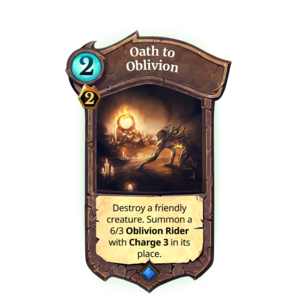 Oath to
Oblivion
2
2
Destroy a friendly
creature. Summon a
6/3 Oblivion Rider
with Charge 3 in its
place.